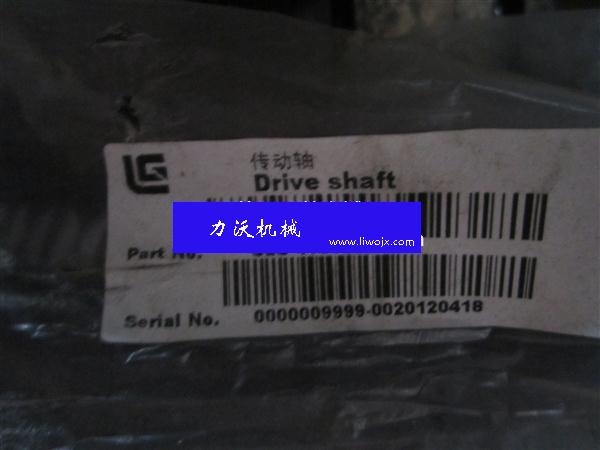 LG
传动轴
Drive shaft
力沃机械
www.liwojx.com
Part No.
Serial No. 0000009999-0020120418